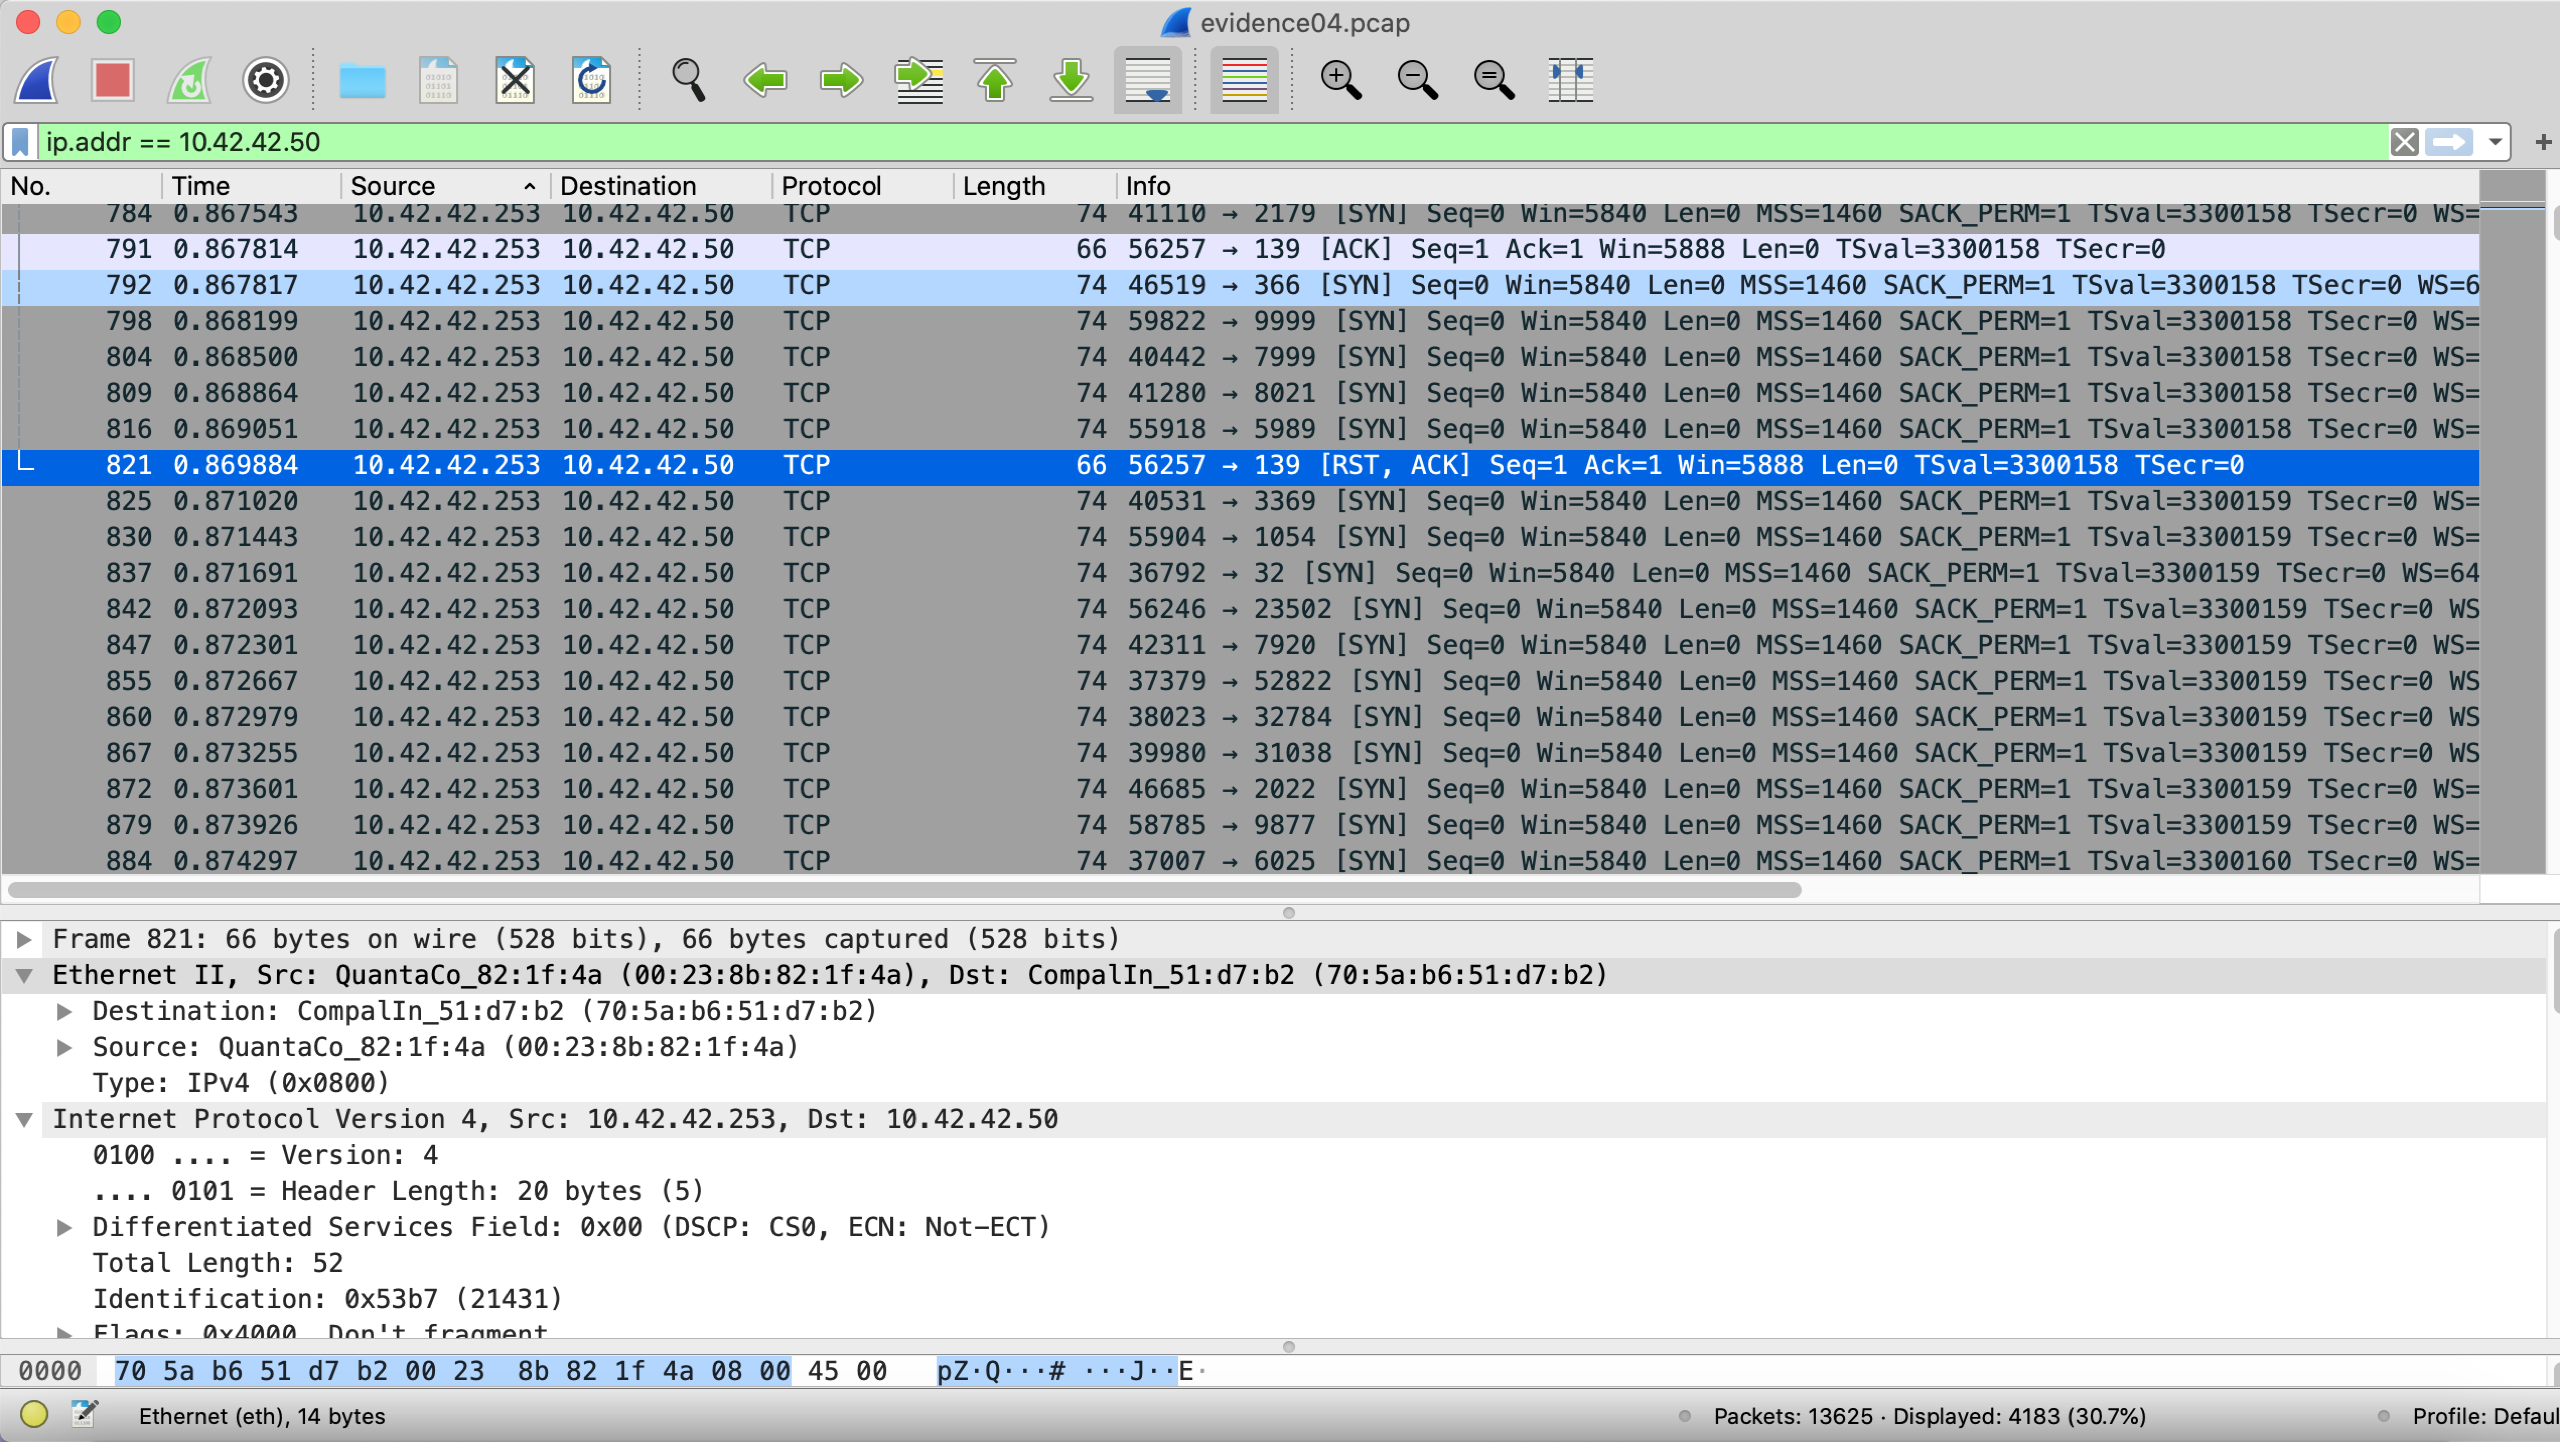 evidence04.pcap
ip.addr == 10.42.42.50
No. Time Source Destination Protocol Length Info
784 0.867543 10.42.42.253 10.42.42.50 TCP 74 41110 → 2179 [SYN] Seq=0 Win=5840 Len=0 MSS=1460 SACK_PERM=1 TSval=3300158 TSecr=0 WS=
791 0.867814 10.42.42.253 10.42.42.50 TCP 66 56257 → 139 [ACK] Seq=1 Ack=1 Win=5888 Len=0 TSval=3300158 TSecr=0
792 0.867817 10.42.42.253 10.42.42.50 TCP 74 46519 → 366 [SYN] Seq=0 Win=5840 Len=0 MSS=1460 SACK_PERM=1 TSval=3300158 TSecr=0 WS=6
798 0.868199 10.42.42.253 10.42.42.50 TCP 74 59822 → 9999 [SYN] Seq=0 Win=5840 Len=0 MSS=1460 SACK_PERM=1 TSval=3300158 TSecr=0 WS=
804 0.868500 10.42.42.253 10.42.42.50 TCP 74 40442 → 7999 [SYN] Seq=0 Win=5840 Len=0 MSS=1460 SACK_PERM=1 TSval=3300158 TSecr=0 WS=
809 0.868864 10.42.42.253 10.42.42.50 TCP 74 41280 → 8021 [SYN] Seq=0 Win=5840 Len=0 MSS=1460 SACK_PERM=1 TSval=3300158 TSecr=0 WS=
816 0.869051 10.42.42.253 10.42.42.50 TCP 74 55918 → 5989 [SYN] Seq=0 Win=5840 Len=0 MSS=1460 SACK_PERM=1 TSval=3300158 TSecr=0 WS=
821 0.869884 10.42.42.253 10.42.42.50 TCP 66 56257 → 139 [RST, ACK] Seq=1 Ack=1 Win=5888 Len=0 TSval=3300158 TSecr=0
825 0.871020 10.42.42.253 10.42.42.50 TCP 74 40531 → 3369 [SYN] Seq=0 Win=5840 Len=0 MSS=1460 SACK_PERM=1 TSval=3300159 TSecr=0 WS=
830 0.871443 10.42.42.253 10.42.42.50 TCP 74 55904 → 1054 [SYN] Seq=0 Win=5840 Len=0 MSS=1460 SACK_PERM=1 TSval=3300159 TSecr=0 WS=
837 0.871691 10.42.42.253 10.42.42.50 TCP 74 36792 → 32 [SYN] Seq=0 Win=5840 Len=0 MSS=1460 SACK_PERM=1 TSval=3300159 TSecr=0 WS=64
842 0.872093 10.42.42.253 10.42.42.50 TCP 74 56246 → 23502 [SYN] Seq=0 Win=5840 Len=0 MSS=1460 SACK_PERM=1 TSval=3300159 TSecr=0 WS
847 0.872301 10.42.42.253 10.42.42.50 TCP 74 42311 → 7920 [SYN] Seq=0 Win=5840 Len=0 MSS=1460 SACK_PERM=1 TSval=3300159 TSecr=0 WS=
855 0.872667 10.42.42.253 10.42.42.50 TCP 74 37379 → 52822 [SYN] Seq=0 Win=5840 Len=0 MSS=1460 SACK_PERM=1 TSval=3300159 TSecr=0 WS
860 0.872979 10.42.42.253 10.42.42.50 TCP 74 38023 → 32784 [SYN] Seq=0 Win=5840 Len=0 MSS=1460 SACK_PERM=1 TSval=3300159 TSecr=0 WS
867 0.873255 10.42.42.253 10.42.42.50 TCP 74 39980 → 31038 [SYN] Seq=0 Win=5840 Len=0 MSS=1460 SACK_PERM=1 TSval=3300159 TSecr=0 WS
872 0.873601 10.42.42.253 10.42.42.50 TCP 74 46685 → 2022 [SYN] Seq=0 Win=5840 Len=0 MSS=1460 SACK_PERM=1 TSval=3300159 TSecr=0 WS=
879 0.873926 10.42.42.253 10.42.42.50 TCP 74 58785 → 9877 [SYN] Seq=0 Win=5840 Len=0 MSS=1460 SACK_PERM=1 TSval=3300159 TSecr=0 WS=
884 0.874297 10.42.42.253 10.42.42.50 TCP 74 37007 → 6025 [SYN] Seq=0 Win=5840 Len=0 MSS=1460 SACK_PERM=1 TSval=3300160 TSecr=0 WS=
Frame 821: 66 bytes on wire (528 bits), 66 bytes captured (528 bits)
Ethernet II, Src: QuantaCo_82:1f:4a (00:23:8b:82:1f:4a), Dst: CompalIn_51:d7:b2 (70:5a:b6:51:d7:b2)
Destination: CompalIn_51:d7:b2 (70:5a:b6:51:d7:b2)
Source: QuantaCo_82:1f:4a (00:23:8b:82:1f:4a)
Type: IPv4 (0x0800)
Internet Protocol Version 4, Src: 10.42.42.253, Dst: 10.42.42.50
0100 .... = Version: 4
.... 0101 = Header Length: 20 bytes (5)
Differentiated Services Field: 0x00 (DSCP: CS0, ECN: Not-ECT)
Total Length: 52
Identification: 0x53b7 (21431)
Flags: 0x4000, Don't fragment
0000 70 5a b6 51 d7 b2 00 23 8b 82 1f 4a 08 00 45 00 pZ·Q···# ···J··E·
Ethernet (eth), 14 bytes
Packets: 13625 · Displayed: 4183 (30.7%)
Profile: Defaul